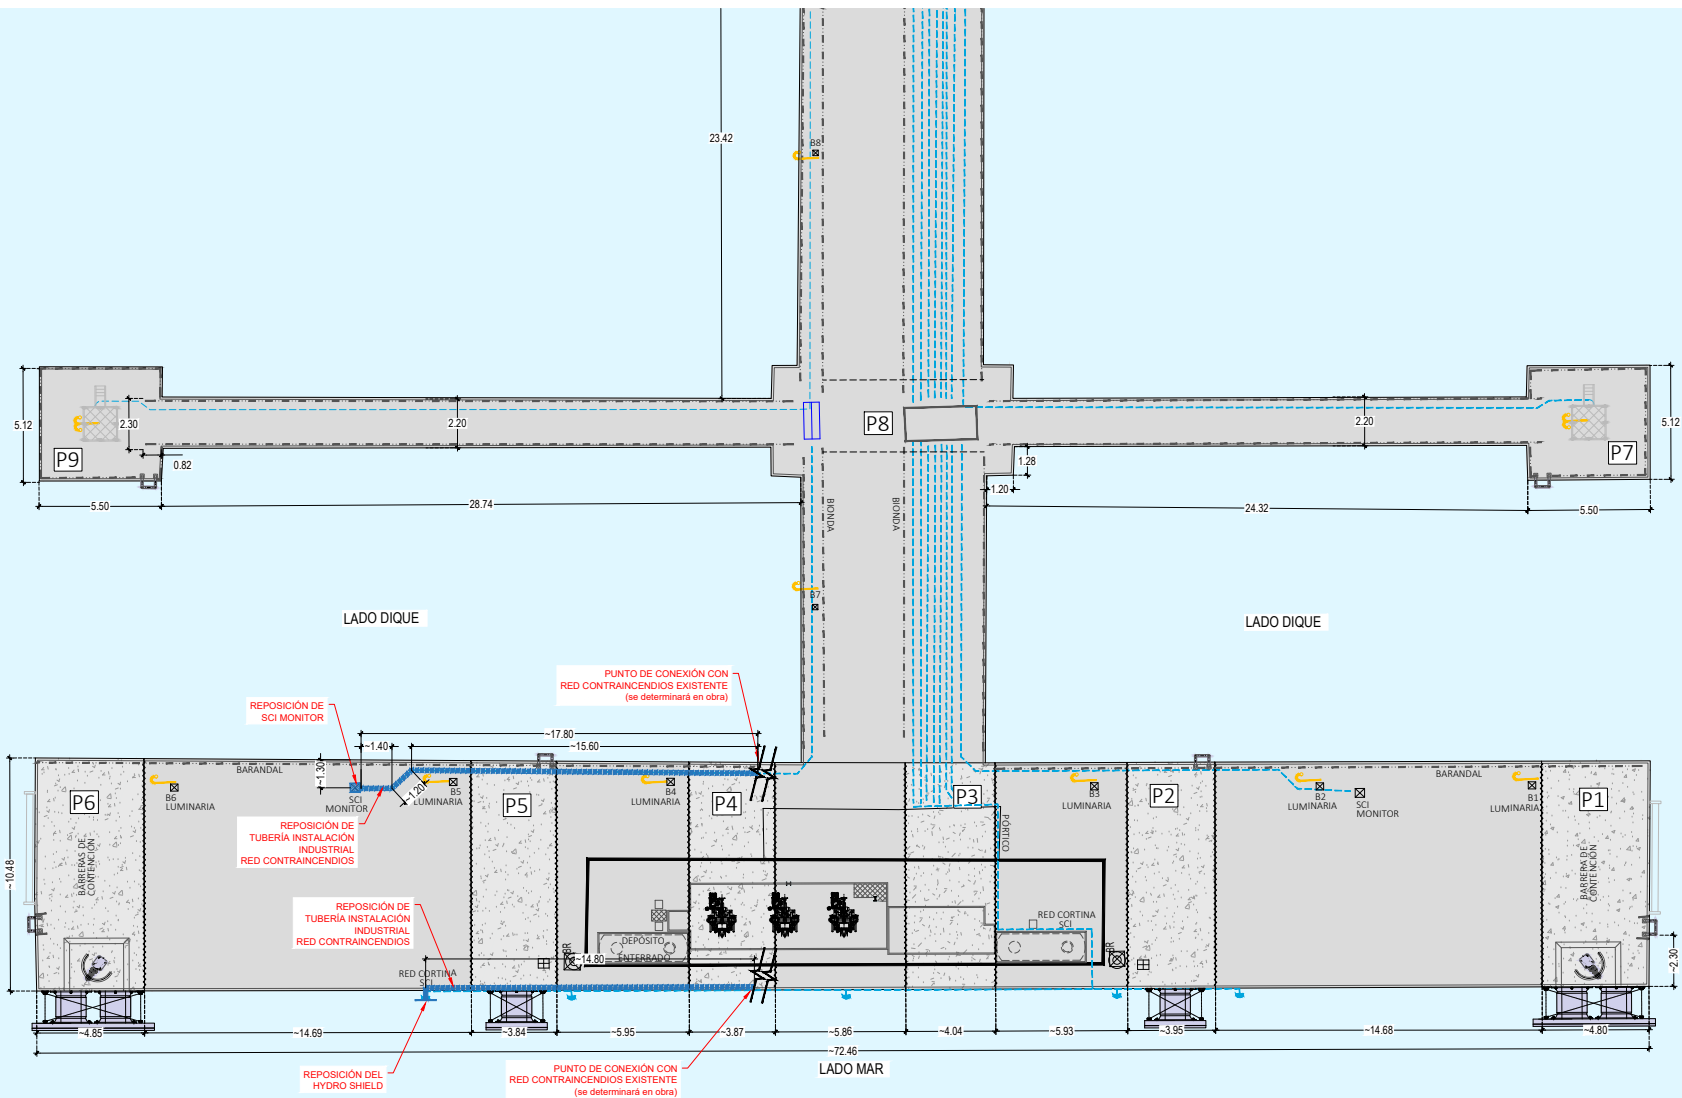 23.42
B8
5.12
2.30
P9
0.82
5.50
2.20
28.74
P8
BIONDA
BIONDA
1.28
1.20
2.20
24.32
P7
5.12
5.50
B7
LADO DIQUE
LADO DIQUE
PUNTO DE CONEXIÓN CON
RED CONTRAINCENDIOS EXISTENTE
(se determinará en obra)
REPOSICIÓN DE
SCI MONITOR
~17.80
~1.40
~15.60
~1.30
~1.20
BARANDAL
BARANDAL
P6
B6
LUMINARIA
SCI
MONITOR
B5
LUMINARIA
P5
B4
LUMINARIA
P4
P3
B3
LUMINARIA
P2
B2
LUMINARIA
SCI
MONITOR
B1
LUMINARIA
P1
REPOSICIÓN DE
TUBERÍA INSTALACIÓN
INDUSTRIAL
RED CONTRAINCENDIOS
PÓRTICO
BARRERAS DE
CONTENCIÓN
BARRERA DE
CONTENCIÓN
~10.48
REPOSICIÓN DE
TUBERÍA INSTALACIÓN
INDUSTRIAL
RED CONTRAINCENDIOS
H
RED CORTINA
SCI
DEPÓSITO
ENTERRADO
BR
BR
~14.80
RED CORTINA
SCI
~2.30
~4.85
~14.69
~3.84
~5.95
~3.87
~5.86
~4.04
~5.93
~3.95
~14.68
~4.80
~72.46
LADO MAR
REPOSICIÓN DEL
HYDRO SHIELD
PUNTO DE CONEXIÓN CON
RED CONTRAINCENDIOS EXISTENTE
(se determinará en obra)